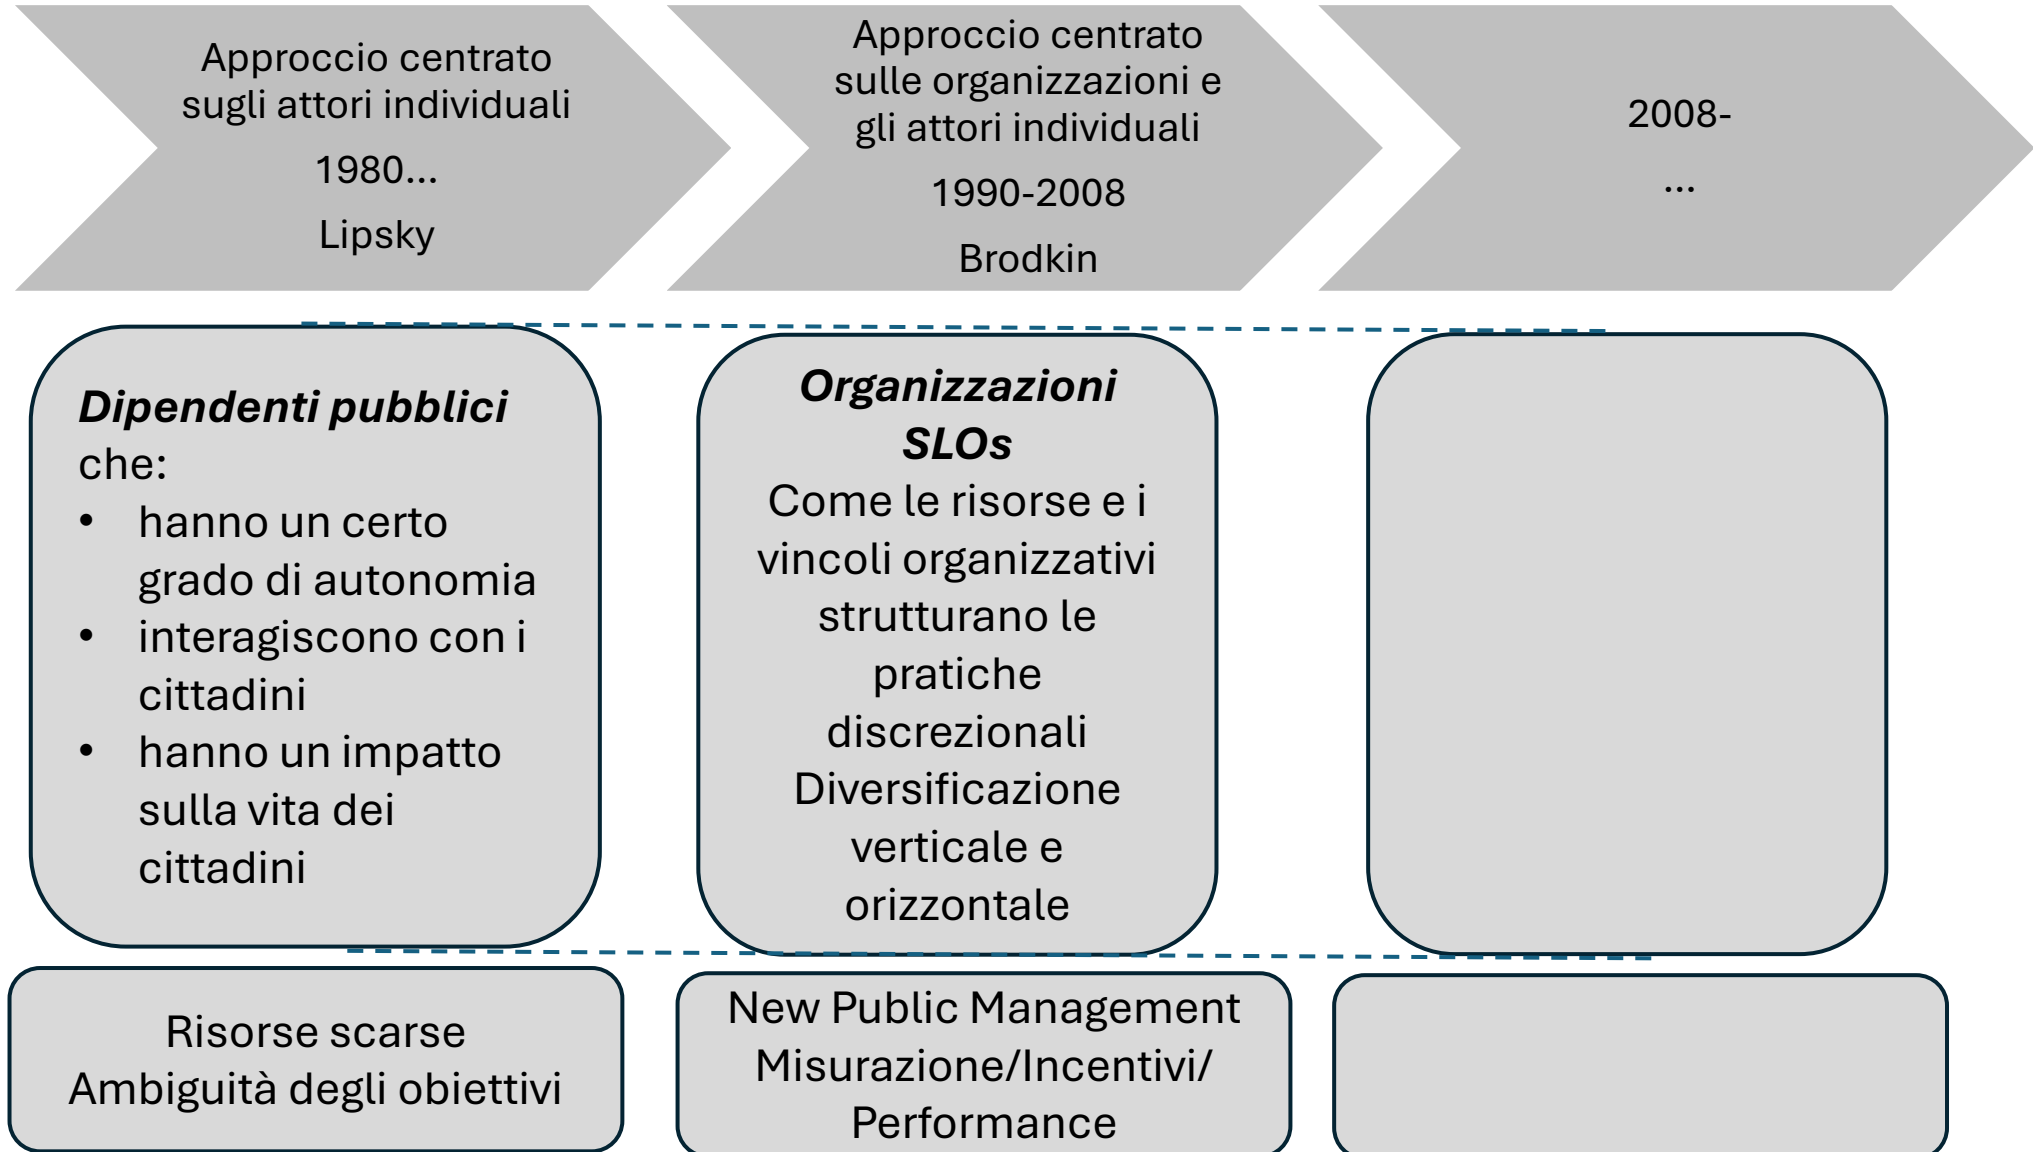 Approccio centrato
sugli attori individuali
1980...
Lipsky
Approccio centrato
sulle organizzazioni e
gli attori individuali
1990-2008
Brodkin
2008-
...
Dipendenti pubblici
che:
• hanno un certo
grado di autonomia
• interagiscono con i
cittadini
• hanno un impatto
sulla vita dei
cittadini
Organizzazioni
SLOs
Come le risorse e i
vincoli organizzativi
strutturano le
pratiche
discrezionali
Diversificazione
verticale e
orizzontale
Risorse scarse
Ambiguità degli obiettivi
New Public Management
Misurazione/Incentivi/
Performance